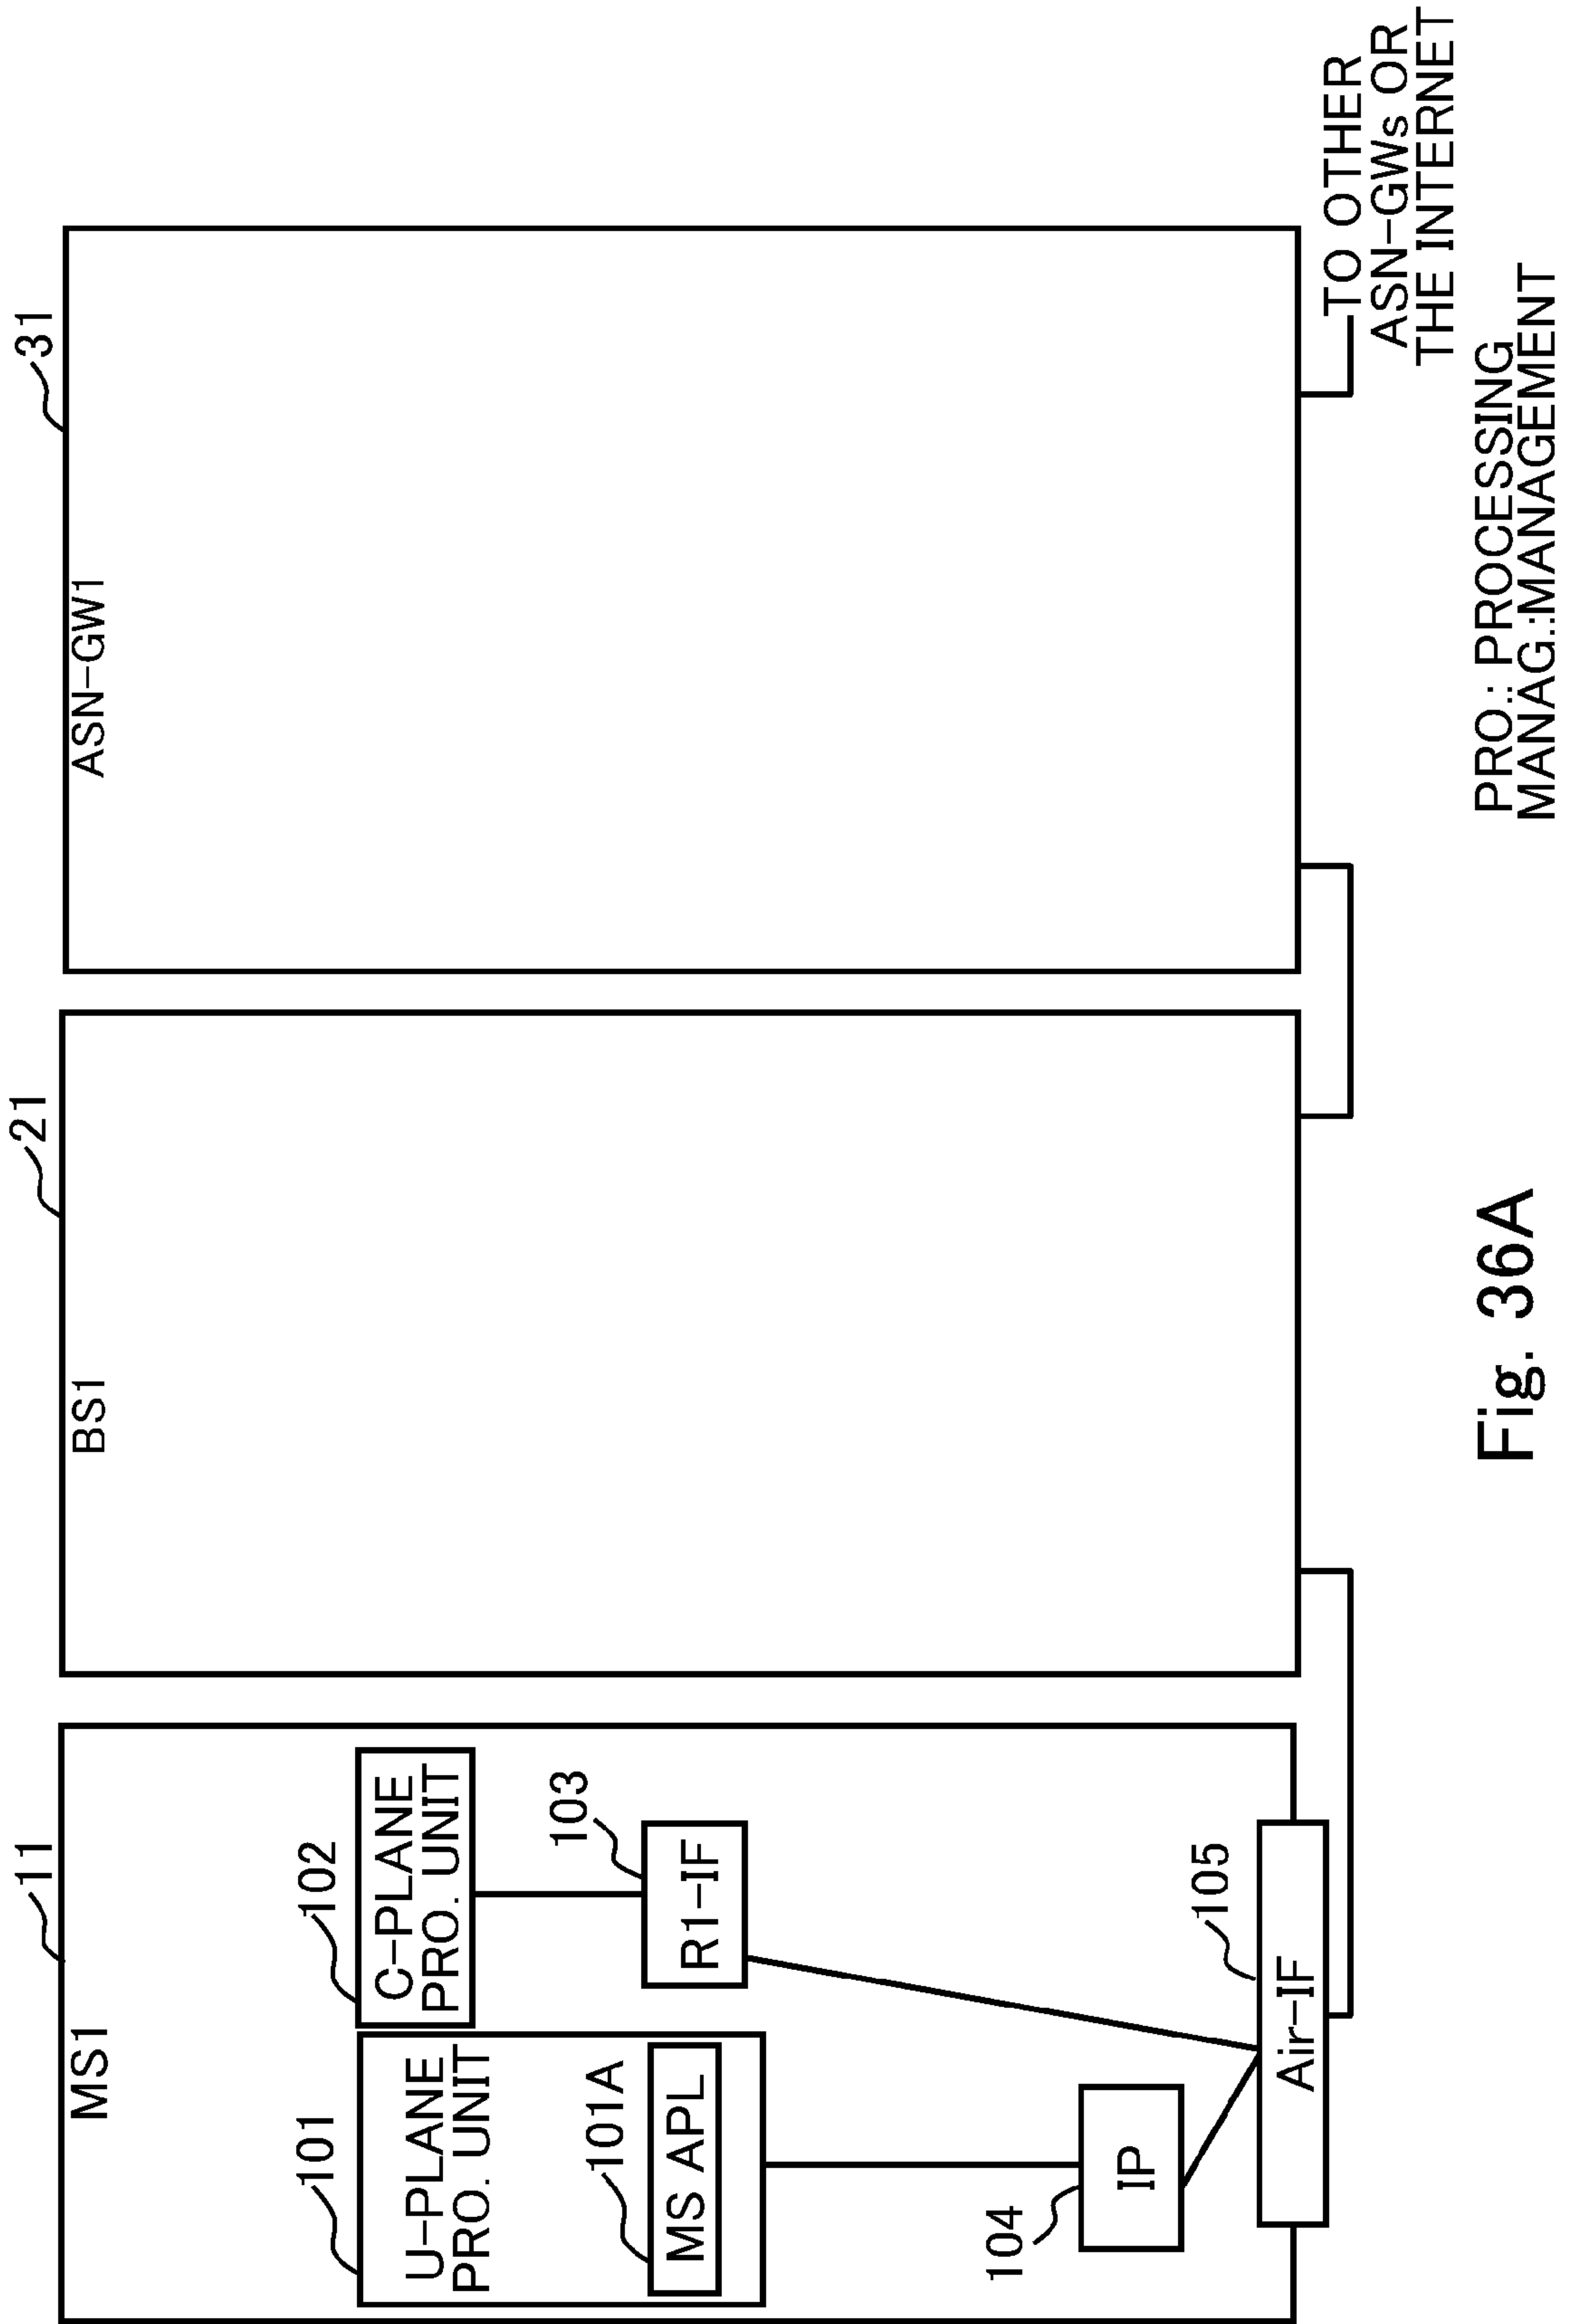 11
MS1
101
102
U-PLANE
PRO. UNIT
C-PLANE
PRO. UNIT
101A
MS APL
103
R1-IF
104
IP
105
Air-IF
21
BS1
31
ASN-GW1
TO OTHER
ASN-GWs OR
THE INTERNET
PRO.: PROCESSING
MANAG.:MANAGEMENT
Fig. 36A